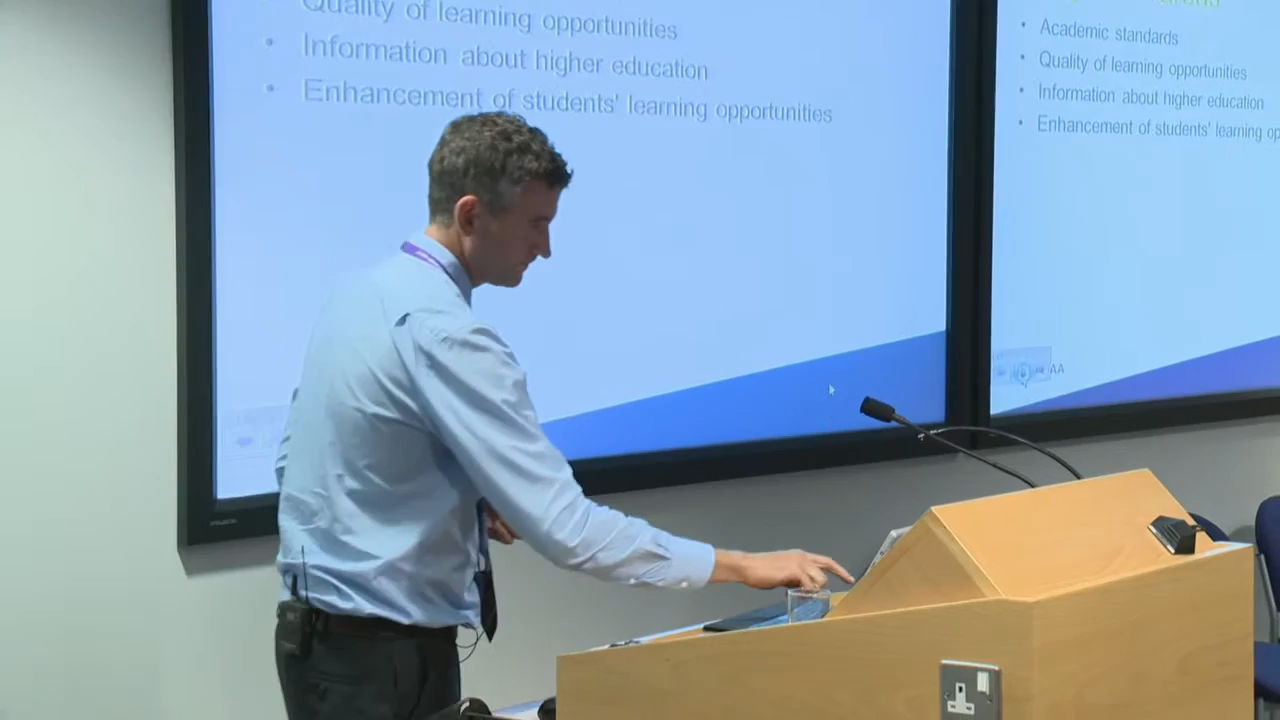 Quality of learning opportunities
Information about higher education
Enhancement of students' learning opportunities
Academic standards
Quality of learning opportunities
Information about higher education
Enhancement of students' learning op
AA